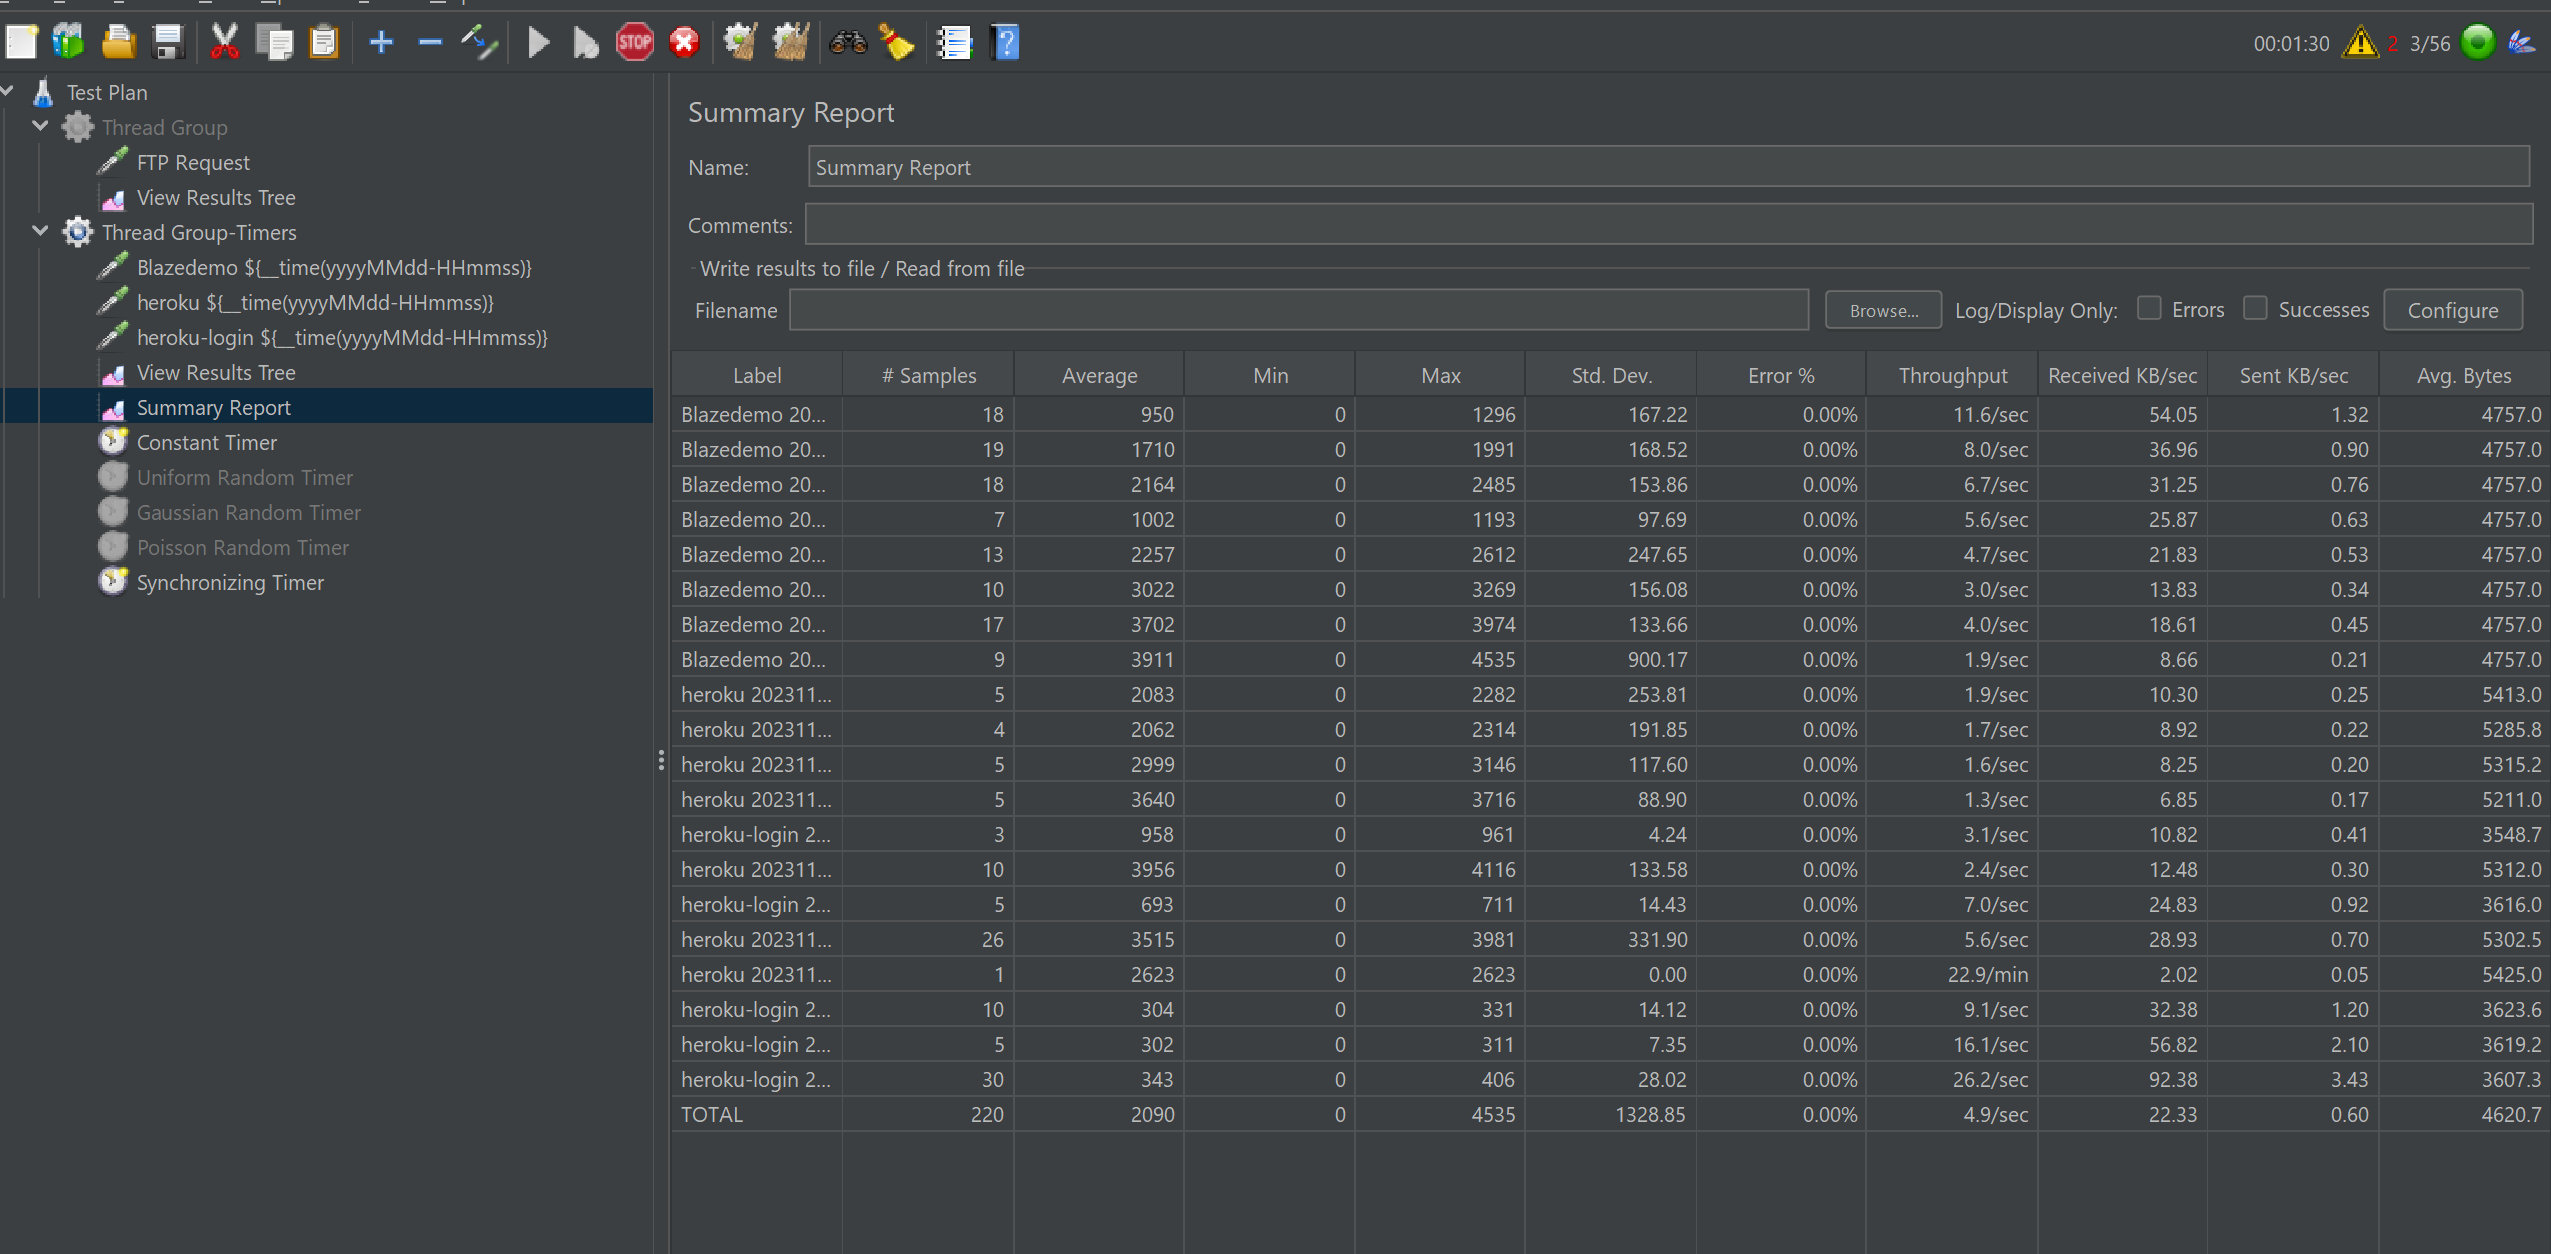 00:01:30 2 3/56
Test Plan
Thread Group
FTP Request
View Results Tree
Thread Group-Timers
Blazedemo ${__time(yyyyMMdd-HHmmss)}
heroku ${__time(yyyyMMdd-HHmmss)}
heroku-login ${__time(yyyyMMdd-HHmmss)}
View Results Tree
Summary Report
Constant Timer
Uniform Random Timer
Gaussian Random Timer
Poisson Random Timer
Synchronizing Timer
Summary Report
Name: Summary Report
Comments:
Write results to file / Read from file
Filename Browse... Log/Display Only: Errors Successes Configure
Label # Samples Average Min Max Std. Dev. Error % Throughput Received KB/sec Sent KB/sec Avg. Bytes
Blazedemo 20... 18 950 0 1296 167.22 0.00% 11.6/sec 54.05 1.32 4757.0
Blazedemo 20... 19 1710 0 1991 168.52 0.00% 8.0/sec 36.96 0.90 4757.0
Blazedemo 20... 18 2164 0 2485 153.86 0.00% 6.7/sec 31.25 0.76 4757.0
Blazedemo 20... 7 1002 0 1193 97.69 0.00% 5.6/sec 25.87 0.63 4757.0
Blazedemo 20... 13 2257 0 2612 247.65 0.00% 4.7/sec 21.83 0.53 4757.0
Blazedemo 20... 10 3022 0 3269 156.08 0.00% 3.0/sec 13.83 0.34 4757.0
Blazedemo 20... 17 3702 0 3974 133.66 0.00% 4.0/sec 18.61 0.45 4757.0
Blazedemo 20... 9 3911 0 4535 900.17 0.00% 1.9/sec 8.66 0.21 4757.0
heroku 202311... 5 2083 0 2282 253.81 0.00% 1.9/sec 10.30 0.25 5413.0
heroku 202311... 4 2062 0 2314 191.85 0.00% 1.7/sec 8.92 0.22 5285.8
heroku 202311... 5 2999 0 3146 117.60 0.00% 1.6/sec 8.25 0.20 5315.2
heroku 202311... 5 3640 0 3716 88.90 0.00% 1.3/sec 6.85 0.17 5211.0
heroku-login 2... 3 958 0 961 4.24 0.00% 3.1/sec 10.82 0.41 3548.7
heroku 202311... 10 3956 0 4116 133.58 0.00% 2.4/sec 12.48 0.30 5312.0
heroku-login 2... 5 693 0 711 14.43 0.00% 7.0/sec 24.83 0.92 3616.0
heroku 202311... 26 3515 0 3981 331.90 0.00% 5.6/sec 28.93 0.70 5302.5
heroku 202311... 1 2623 0 2623 0.00 0.00% 22.9/min 2.02 0.05 5425.0
heroku-login 2... 10 304 0 331 14.12 0.00% 9.1/sec 32.38 1.20 3623.6
heroku-login 2... 5 302 0 311 7.35 0.00% 16.1/sec 56.82 2.10 3619.2
heroku-login 2... 30 343 0 406 28.02 0.00% 26.2/sec 92.38 3.43 3607.3
TOTAL 220 2090 0 4535 1328.85 0.00% 4.9/sec 22.33 0.60 4620.7